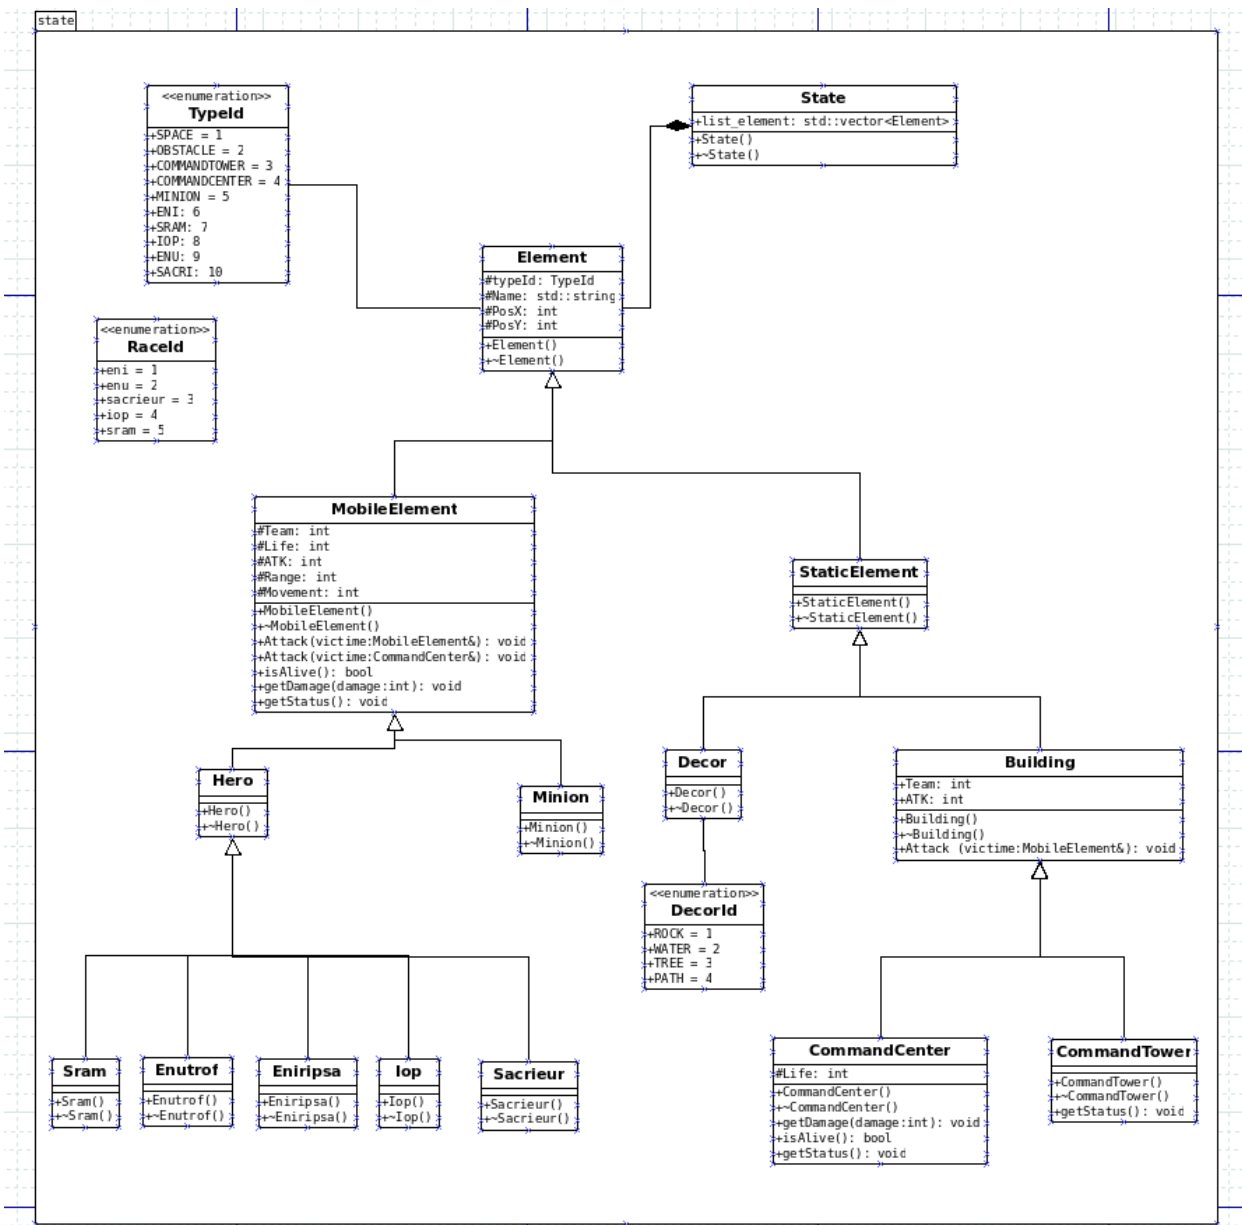 state
<<enumeration>>
TypeId
+SPACE = 1
+OBSTACLE = 2
+COMMANDTOWER = 3
+COMMANDCENTER = 4
+MINION = 5
+ENI: 6
+SRAM: 7
+IOP: 8
+ENU: 9
+SACRI: 10
State
+list_element: std::vector<Element>
+State()
+~State()
Element
#typeId: TypeId
#Name: std::string
#PosX: int
#PosY: int
+Element()
+~Element()
<<enumeration>>
RaceId
+eni = 1
+enu = 2
+sacrieur = 3
+iop = 4
+sram = 5
MobileElement
#Team: int
#Life: int
#ATK: int
#Range: int
#Movement: int
+MobileElement()
+~MobileElement()
+Attack(victime:MobileElement&): void
+Attack(victime:CommandCenter&): void
+isAlive(): bool
+getDamage(damage:int): void
+getStatus(): void
StaticElement
+StaticElement()
+~StaticElement()
Hero
+Hero()
+~Hero()
Minion
+Minion()
+~Minion()
Decor
+Decor()
+~Decor()
Building
+Team: int
+ATK: int
+Building()
+~Building()
+Attack (victime:MobileElement&): void
<<enumeration>>
DecorId
+ROCK = 1
+WATER = 2
+TREE = 3
+PATH = 4
Sram
+Sram()
+~Sram()
Enutrof
+Enutrof()
+~Enutrof()
Eniripsa
+Eniripsa()
+~Eniripsa()
Iop
+Iop()
+~Iop()
Sacrieur
+Sacrieur()
+~Sacrieur()
CommandCenter
#Life: int
+CommandCenter()
+~CommandCenter()
+getDamage(damage:int): void
+isAlive(): bool
+getStatus(): void
CommandTower
+CommandTower()
+~CommandTower()
+getStatus(): void